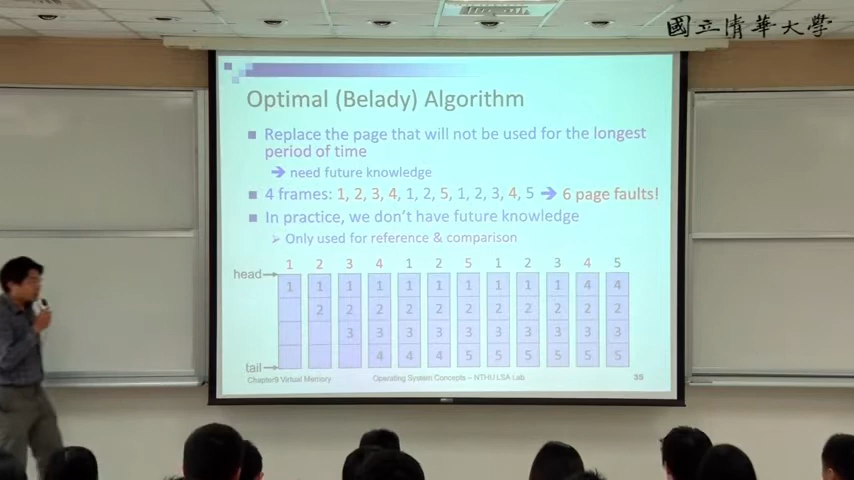 國立清華大學
Optimal (Belady) Algorithm
■ Replace the page that will not be used for the longest
period of time
➔ need future knowledge
■ 4 frames: 1, 2, 3, 4, 1, 2, 5, 1, 2, 3, 4, 5 ➔ 6 page faults!
■ In practice, we don't have future knowledge
➢ Only used for reference & comparison
1 2 3 4 1 2 5 1 2 3 4 5
head
1 1 1 1 1 1 1 1 1 1 4 4
2 2 2 2 2 2 2 2 2 2 2
3 3 3 3 3 3 3 3 3 3
4 4 4 5 5 5 5 5 5
tail
Chapter9 Virtual Memory Operating System Concepts – NTHU LSA Lab 35